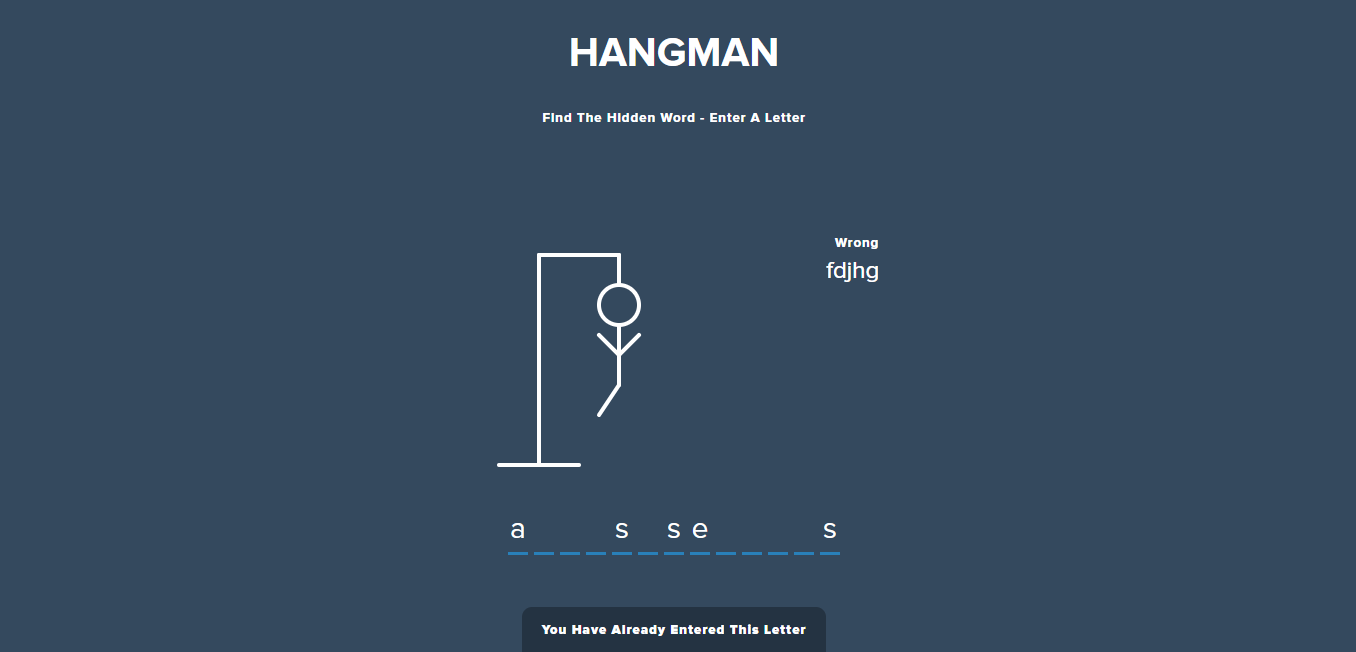 HANGMAN
Find The Hidden Word - Enter A Letter
Wrong
fdjhg
a s s e s
You Have Already Entered This Letter